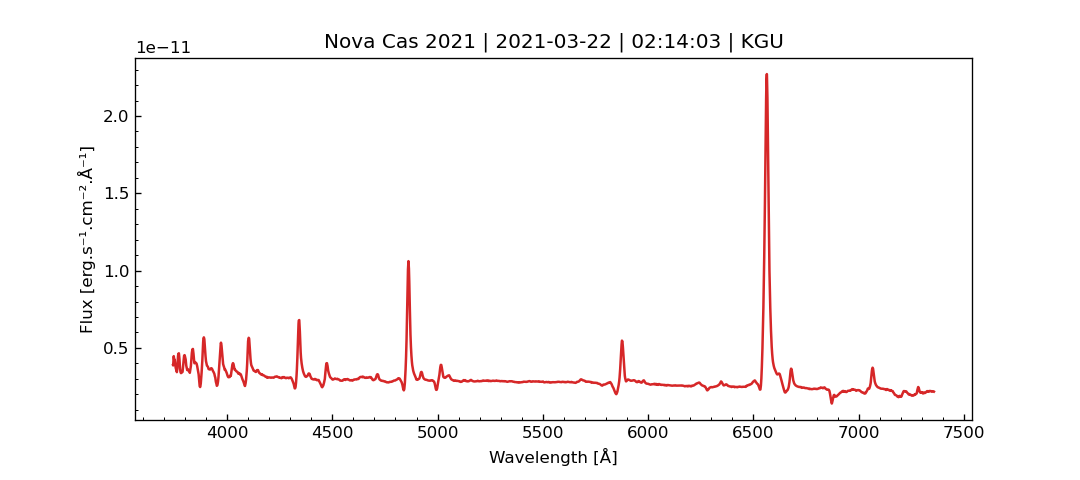 Nova Cas 2021 | 2021-03-22 | 02:14:03 | KGU
1e−11
2.0
1.5
1.0
0.5
Flux [erg.s⁻¹.cm⁻².Å⁻¹]
4000 4500 5000 5500 6000 6500 7000 7500
Wavelength [Å]